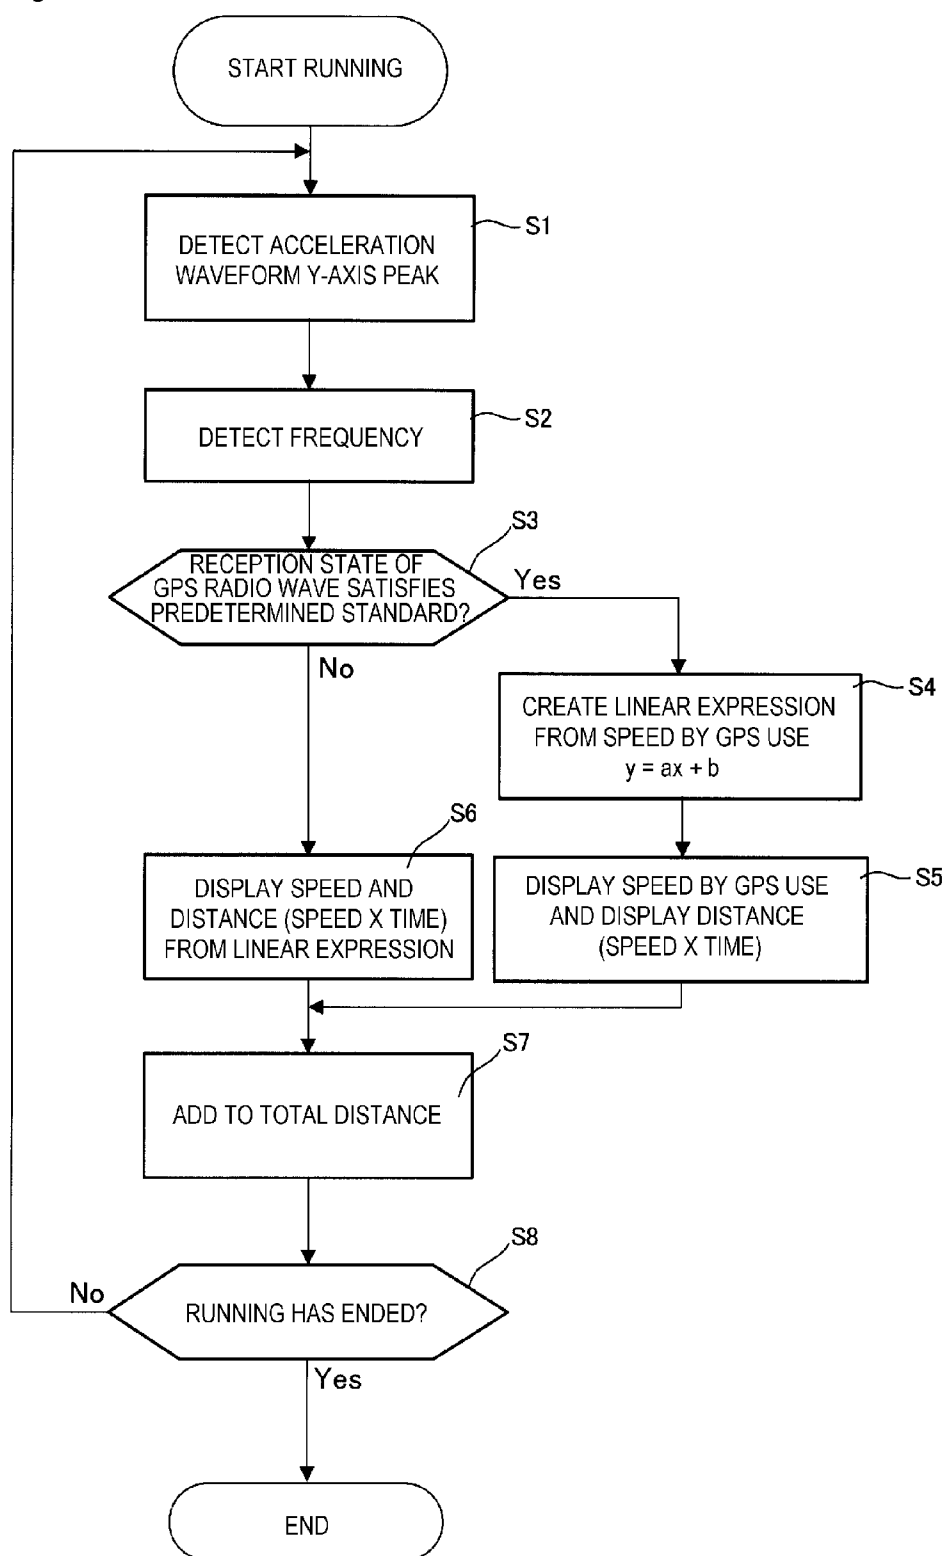 START RUNNING
S1
DETECT ACCELERATION
WAVEFORM Y-AXIS PEAK
S2
DETECT FREQUENCY
S3
RECEPTION STATE OF
GPS RADIO WAVE SATISFIES
PREDETERMINED STANDARD?
Yes
No
S4
CREATE LINEAR EXPRESSION
FROM SPEED BY GPS USE
y = ax + b
S6
DISPLAY SPEED AND
DISTANCE (SPEED X TIME)
FROM LINEAR EXPRESSION
S5
DISPLAY SPEED BY GPS USE
AND DISPLAY DISTANCE
(SPEED X TIME)
S7
ADD TO TOTAL DISTANCE
S8
No
RUNNING HAS ENDED?
Yes
END